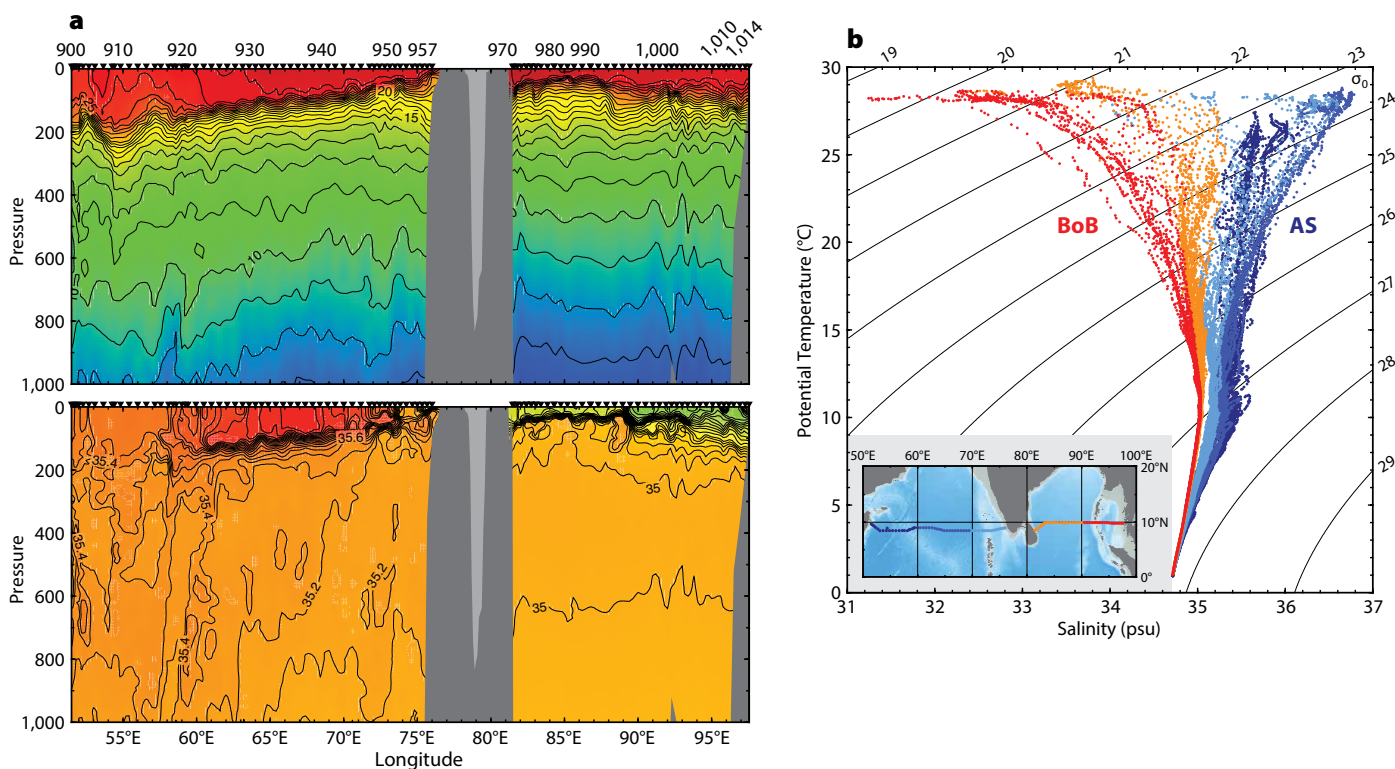 a
900 910 920 930 940 950 957 970 980 990 1,000 1,010 1,014
0
200
400
600
800
1,000
Pressure
20
15
10
0
200
400
600
800
1,000
Pressure
35.6
35.4
35.4
35.4
35.4
35.2
35.2
35
35
55°E 60°E 65°E 70°E 75°E 80°E 85°E 90°E 95°E
Longitude
b
19 20 21 22 23
σ0
24
25
26
27
28
29
30
25
20
15
10
5
0
Potential Temperature (°C)
BoB
AS
50°E 60°E 70°E 80°E 90°E 100°E
20°N
10°N
0°
31 32 33 34 35 36 37
Salinity (psu)